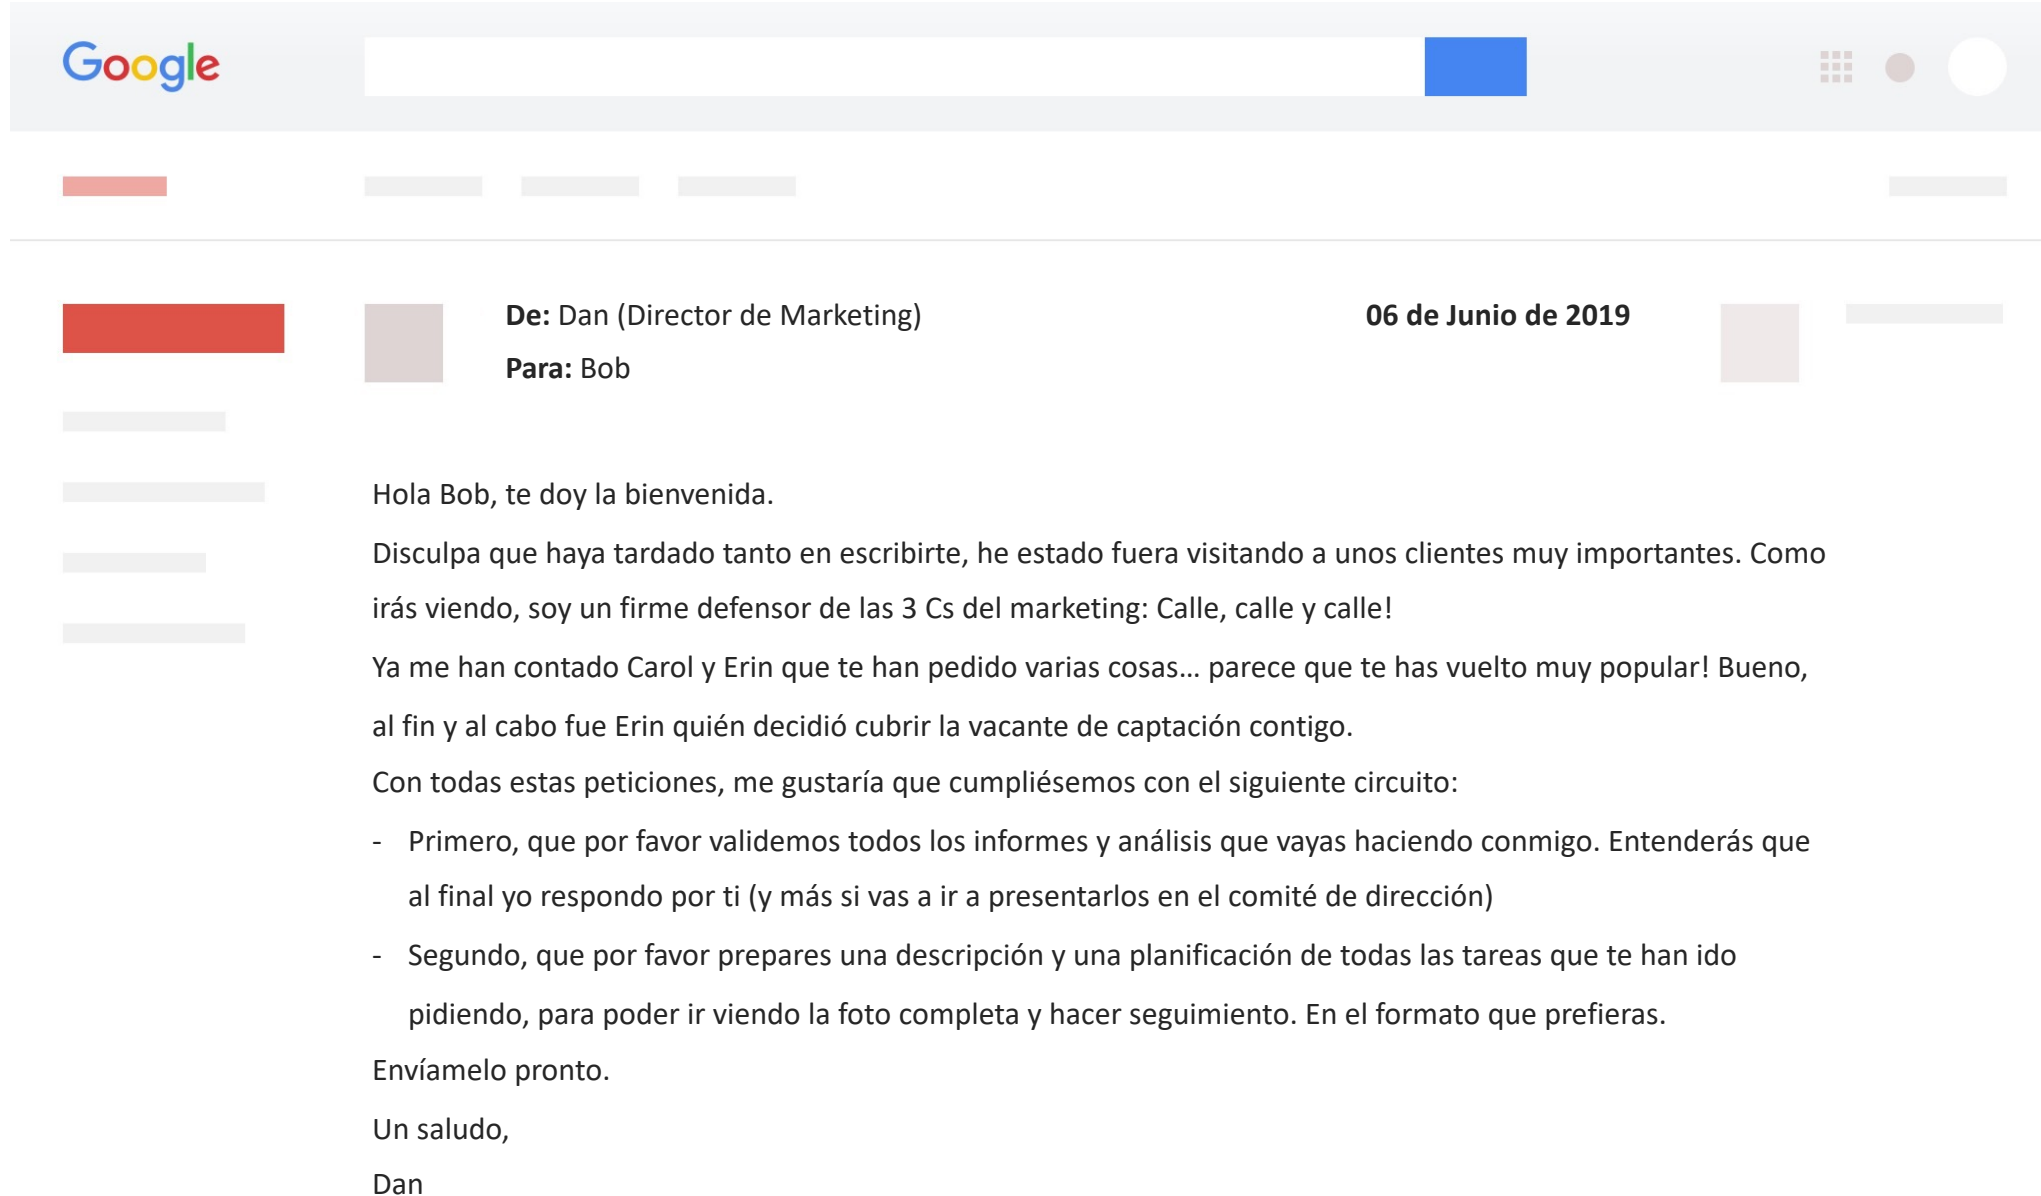 Google
De: Dan (Director de Marketing)
06 de Junio de 2019
Para: Bob
Hola Bob, te doy la bienvenida.
Disculpa que haya tardado tanto en escribirte, he estado fuera visitando a unos clientes muy importantes. Como
irás viendo, soy un firme defensor de las 3 Cs del marketing: Calle, calle y calle!
Ya me han contado Carol y Erin que te han pedido varias cosas… parece que te has vuelto muy popular! Bueno,
al fin y al cabo fue Erin quién decidió cubrir la vacante de captación contigo.
Con todas estas peticiones, me gustaría que cumpliésemos con el siguiente circuito:
- Primero, que por favor validemos todos los informes y análisis que vayas haciendo conmigo. Entenderás que
al final yo respondo por ti (y más si vas a ir a presentarlos en el comité de dirección)
- Segundo, que por favor prepares una descripción y una planificación de todas las tareas que te han ido
pidiendo, para poder ir viendo la foto completa y hacer seguimiento. En el formato que prefieras.
Envíamelo pronto.
Un saludo,
Dan